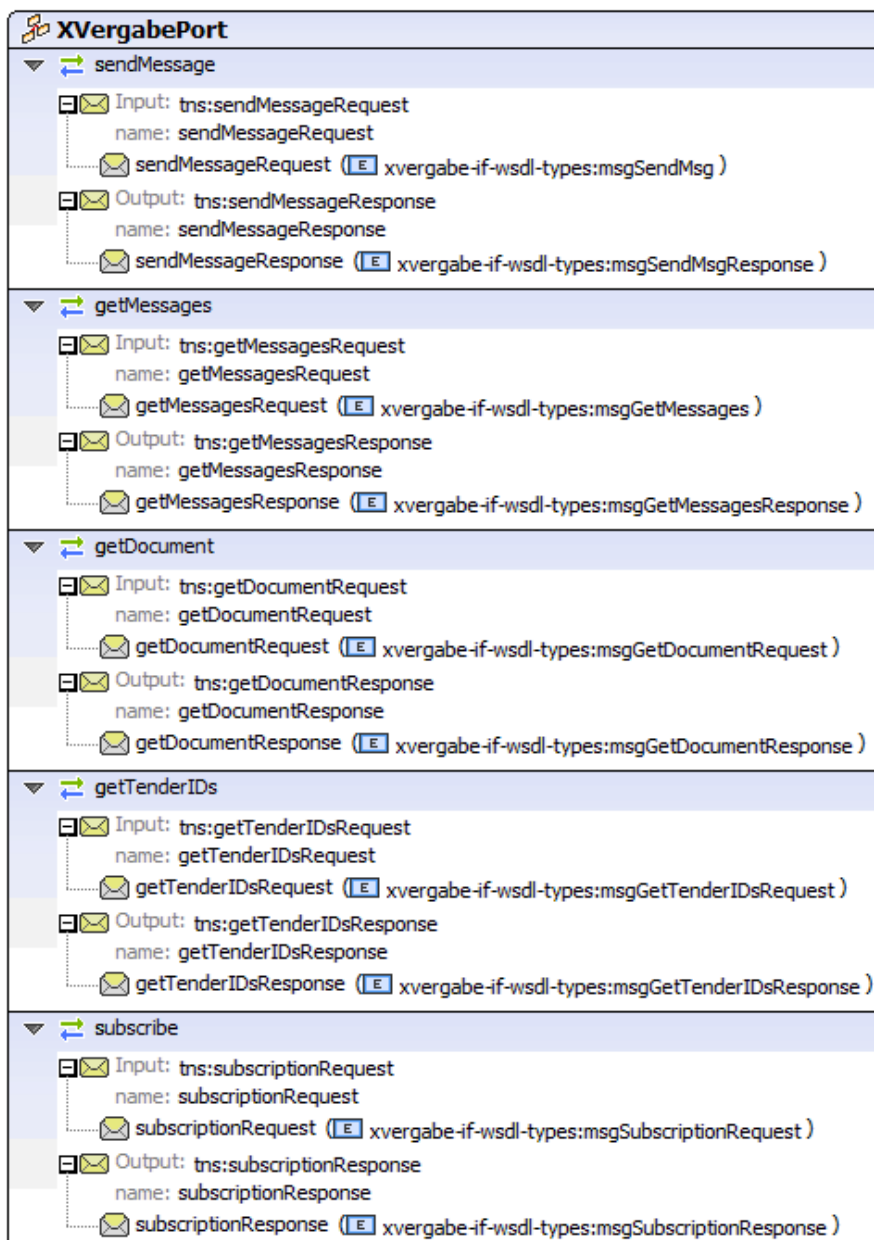 XVergabePort
sendMessage
Input: tns:sendMessageRequest
name: sendMessageRequest
sendMessageRequest (E xvergabe-if-wsdl-types:msgSendMsg )
Output: tns:sendMessageResponse
name: sendMessageResponse
sendMessageResponse (E xvergabe-if-wsdl-types:msgSendMsgResponse )
getMessages
Input: tns:getMessagesRequest
name: getMessagesRequest
getMessagesRequest (E xvergabe-if-wsdl-types:msgGetMessages )
Output: tns:getMessagesResponse
name: getMessagesResponse
getMessagesResponse (E xvergabe-if-wsdl-types:msgGetMessagesResponse )
getDocument
Input: tns:getDocumentRequest
name: getDocumentRequest
getDocumentRequest (E xvergabe-if-wsdl-types:msgGetDocumentRequest )
Output: tns:getDocumentResponse
name: getDocumentResponse
getDocumentResponse (E xvergabe-if-wsdl-types:msgGetDocumentResponse )
getTenderIDs
Input: tns:getTenderIDsRequest
name: getTenderIDsRequest
getTenderIDsRequest (E xvergabe-if-wsdl-types:msgGetTenderIDsRequest )
Output: tns:getTenderIDsResponse
name: getTenderIDsResponse
getTenderIDsResponse (E xvergabe-if-wsdl-types:msgGetTenderIDsResponse )
subscribe
Input: tns:subscriptionRequest
name: subscriptionRequest
subscriptionRequest (E xvergabe-if-wsdl-types:msgSubscriptionRequest )
Output: tns:subscriptionResponse
name: subscriptionResponse
subscriptionResponse (E xvergabe-if-wsdl-types:msgSubscriptionResponse )